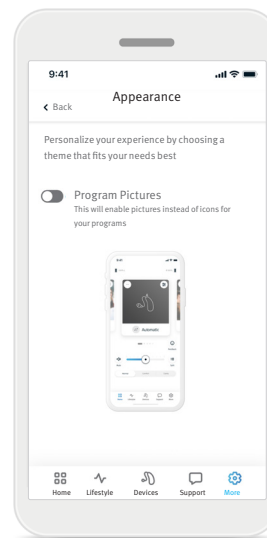 9:41
Back
Appearance
Personalize your experience by choosing a
theme that fits your needs best
Program Pictures
This will enable pictures instead of icons for
your programs
Automatic
Home Lifestyle Devices Support More